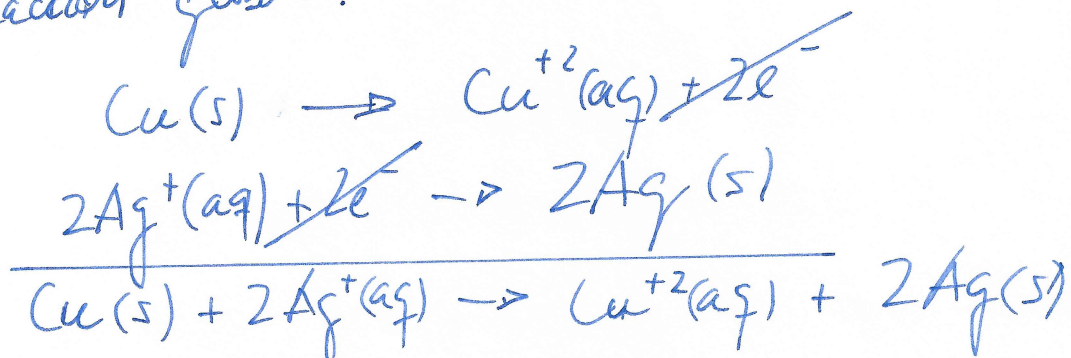 Cu(s) → Cu⁺²(aq) + 2e⁻
2Ag⁺(aq) + 2e⁻ → 2Ag(s)
Cu(s) + 2Ag⁺(aq) → Cu⁺²(aq) + 2Ag(s)